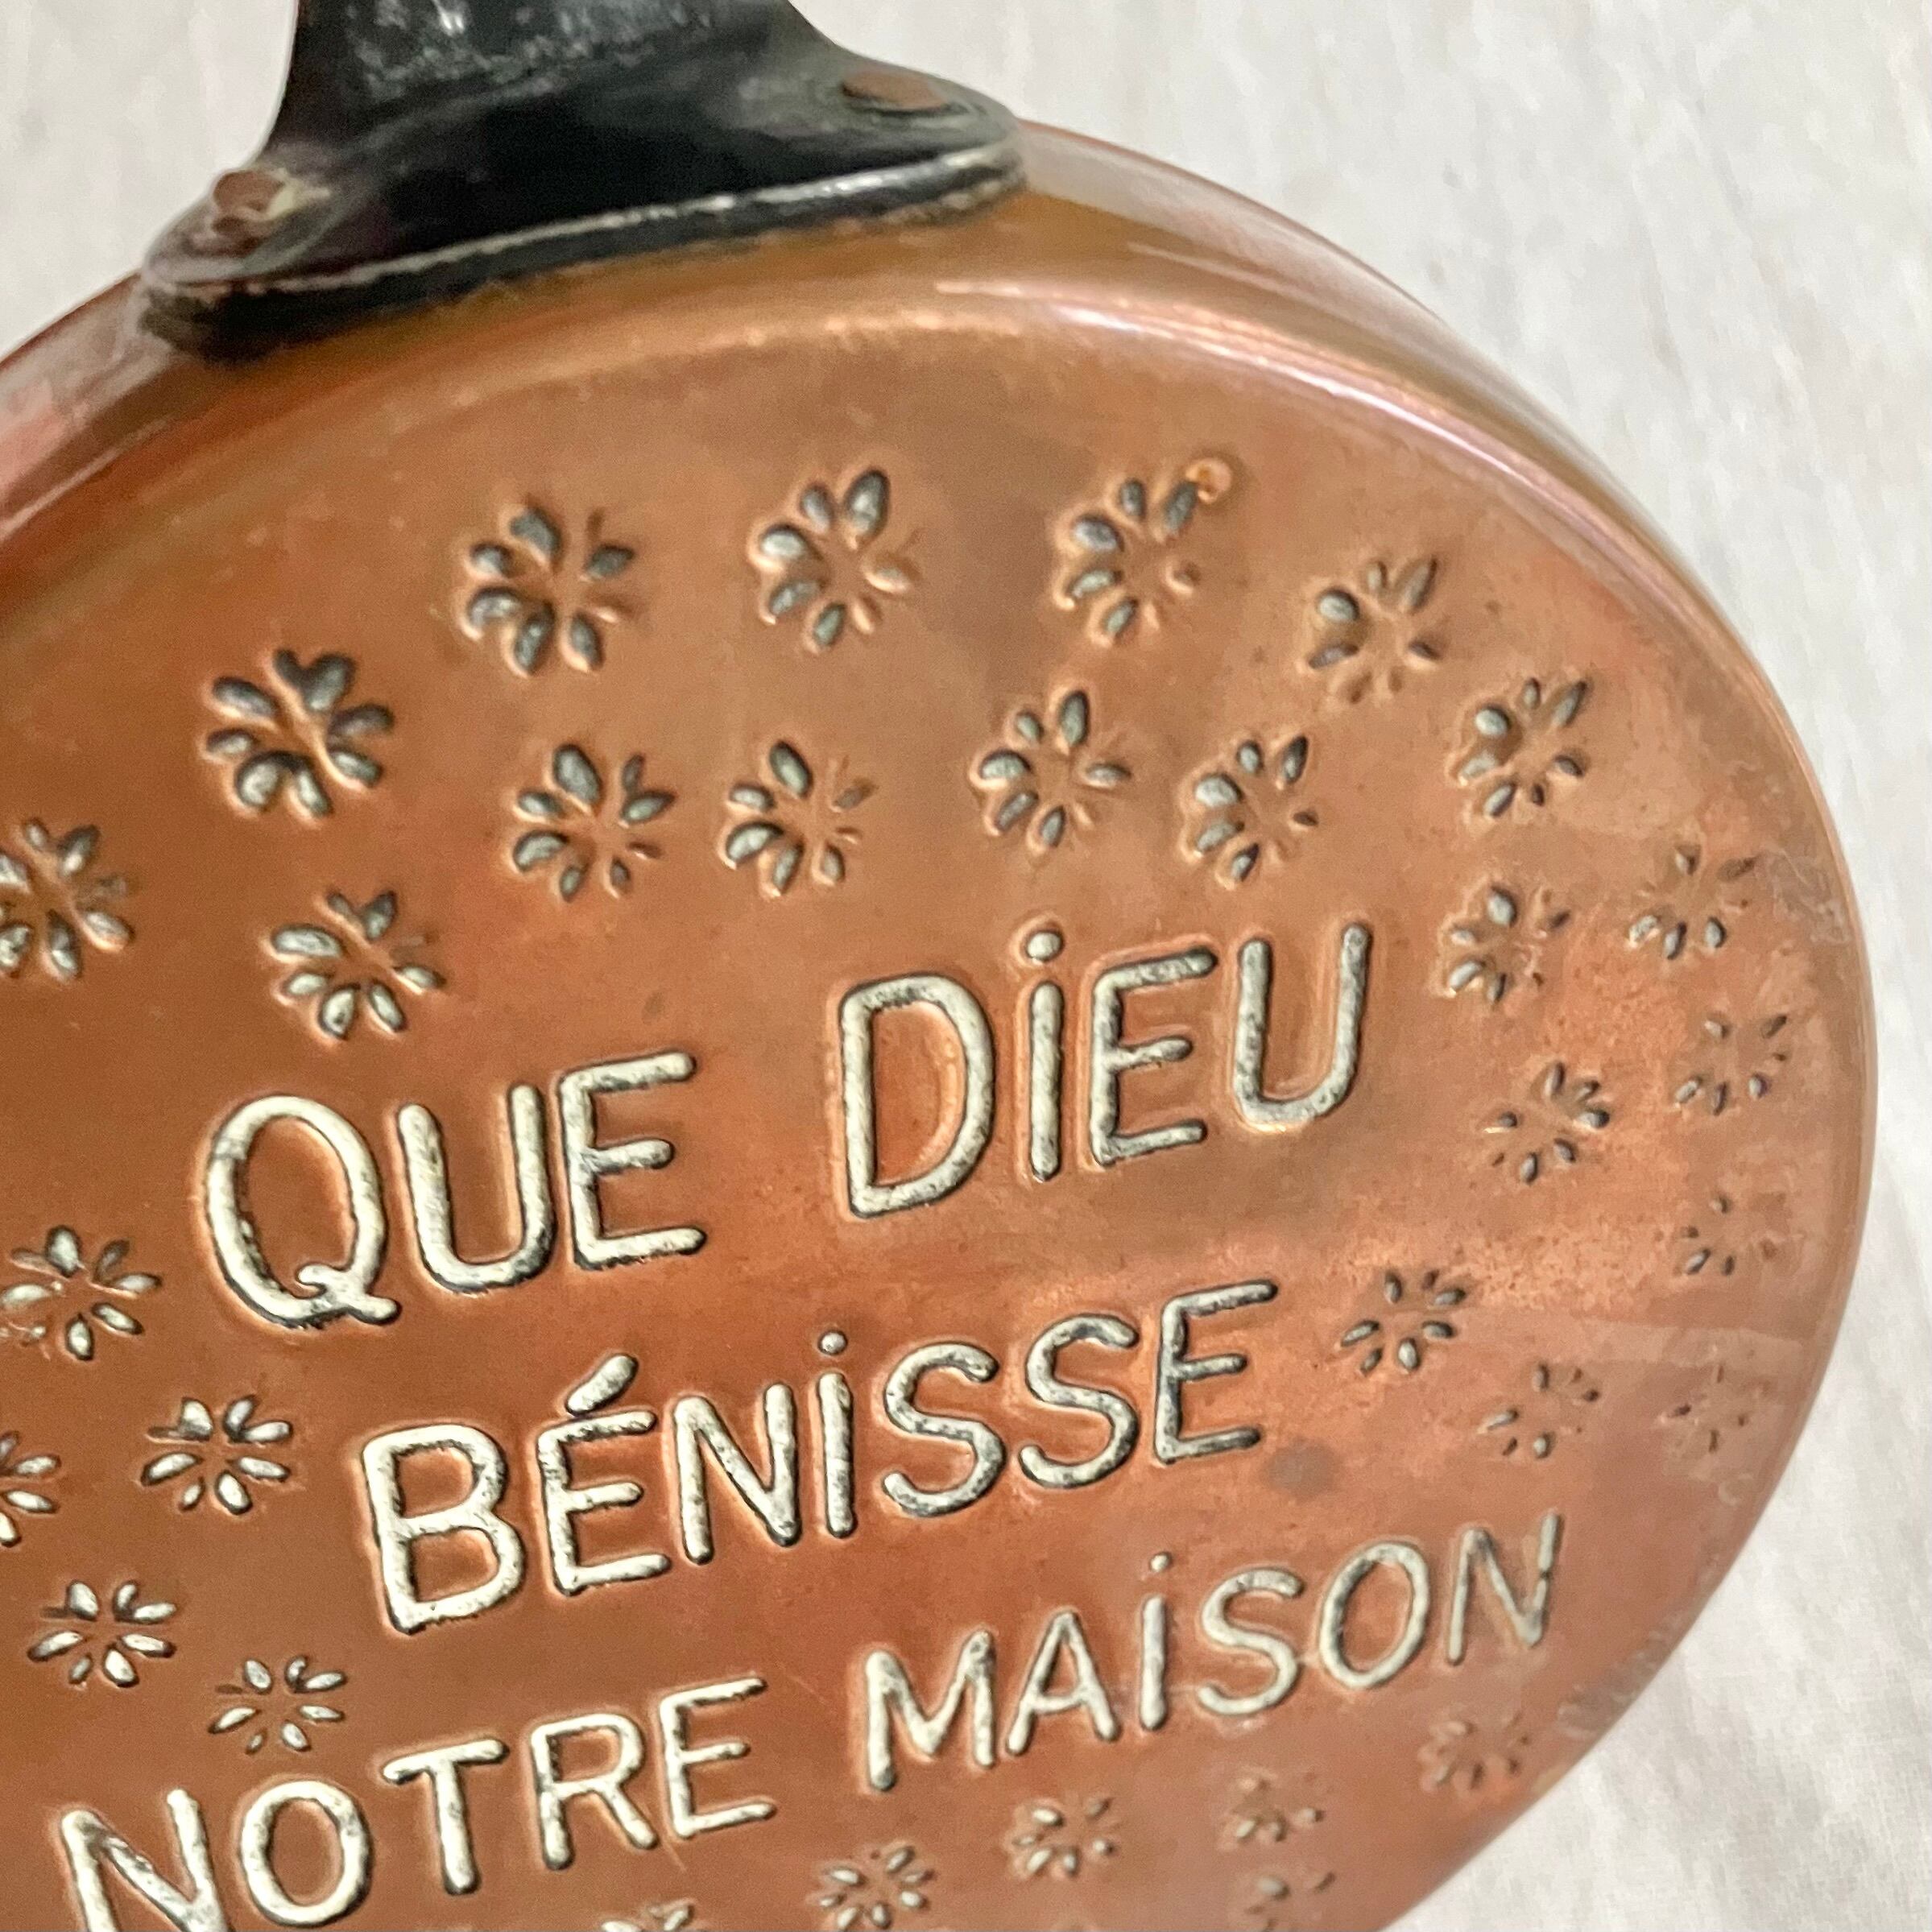 QUE DiEU
BÉNiSSE
NOTRE MAiSON